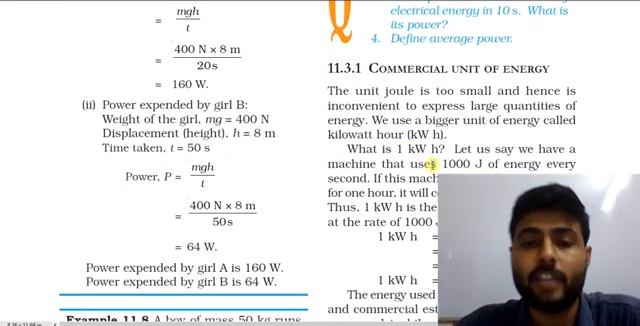 = mgh
t
= 400 N × 8 m
20 s
= 160 W.
(ii) Power expended by girl B:
Weight of the girl, mg = 400 N
Displacement (height), h = 8 m
Time taken, t = 50 s
Power, P = mgh
t
= 400 N × 8 m
50 s
= 64 W.
Power expended by girl A is 160 W.
Power expended by girl B is 64 W.
Example 11.8 A boy of mass 50 kg runs
Q
electrical energy in 10 s. What is
its power?
4. Define average power.
11.3.1 COMMERCIAL UNIT OF ENERGY
The unit joule is too small and hence is
inconvenient to express large quantities of
energy. We use a bigger unit of energy called
kilowatt hour (kW h).
What is 1 kW h? Let us say we have a
machine that uses 1000 J of energy every
second. If this
for one hour, it will
Thus, 1 kW h is the
at the rate of 1000
1 kW h =
=
=
1 kW h =
The energy used
and commercial